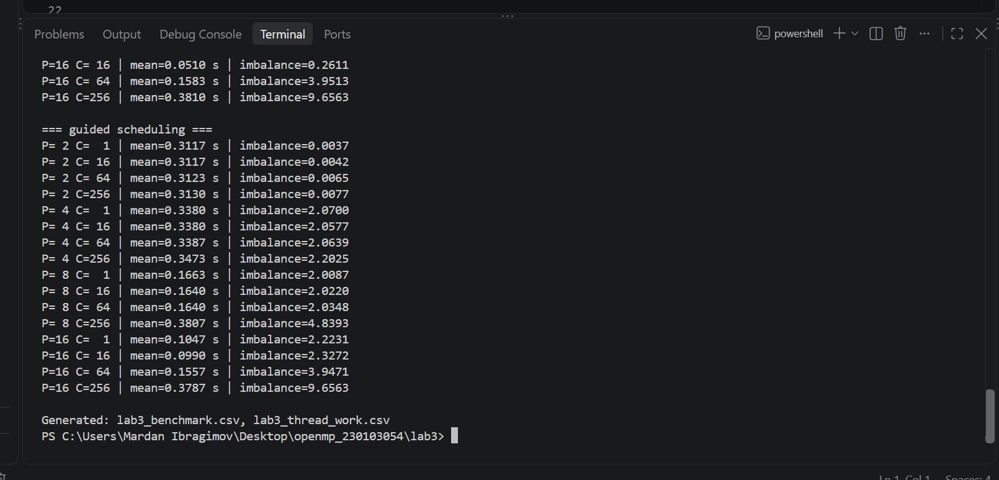 22
Problems Output Debug Console Terminal Ports powershell
P=16 C= 16 | mean=0.0510 s | imbalance=0.2611
P=16 C= 64 | mean=0.1583 s | imbalance=3.9513
P=16 C=256 | mean=0.3810 s | imbalance=9.6563
=== guided scheduling ===
P= 2 C=  1 | mean=0.3117 s | imbalance=0.0037
P= 2 C= 16 | mean=0.3117 s | imbalance=0.0042
P= 2 C= 64 | mean=0.3123 s | imbalance=0.0065
P= 2 C=256 | mean=0.3130 s | imbalance=0.0077
P= 4 C=  1 | mean=0.3380 s | imbalance=2.0700
P= 4 C= 16 | mean=0.3380 s | imbalance=2.0577
P= 4 C= 64 | mean=0.3387 s | imbalance=2.0639
P= 4 C=256 | mean=0.3473 s | imbalance=2.2025
P= 8 C=  1 | mean=0.1663 s | imbalance=2.0087
P= 8 C= 16 | mean=0.1640 s | imbalance=2.0220
P= 8 C= 64 | mean=0.1640 s | imbalance=2.0348
P= 8 C=256 | mean=0.3807 s | imbalance=4.8393
P=16 C=  1 | mean=0.1047 s | imbalance=2.2231
P=16 C= 16 | mean=0.0990 s | imbalance=2.3272
P=16 C= 64 | mean=0.1557 s | imbalance=3.9471
P=16 C=256 | mean=0.3787 s | imbalance=9.6563
Generated: lab3_benchmark.csv, lab3_thread_work.csv
PS C:\Users\Mardan Ibragimov\Desktop\openmp_230103054\lab3>
Ln 1, Col 1 Spaces: 4